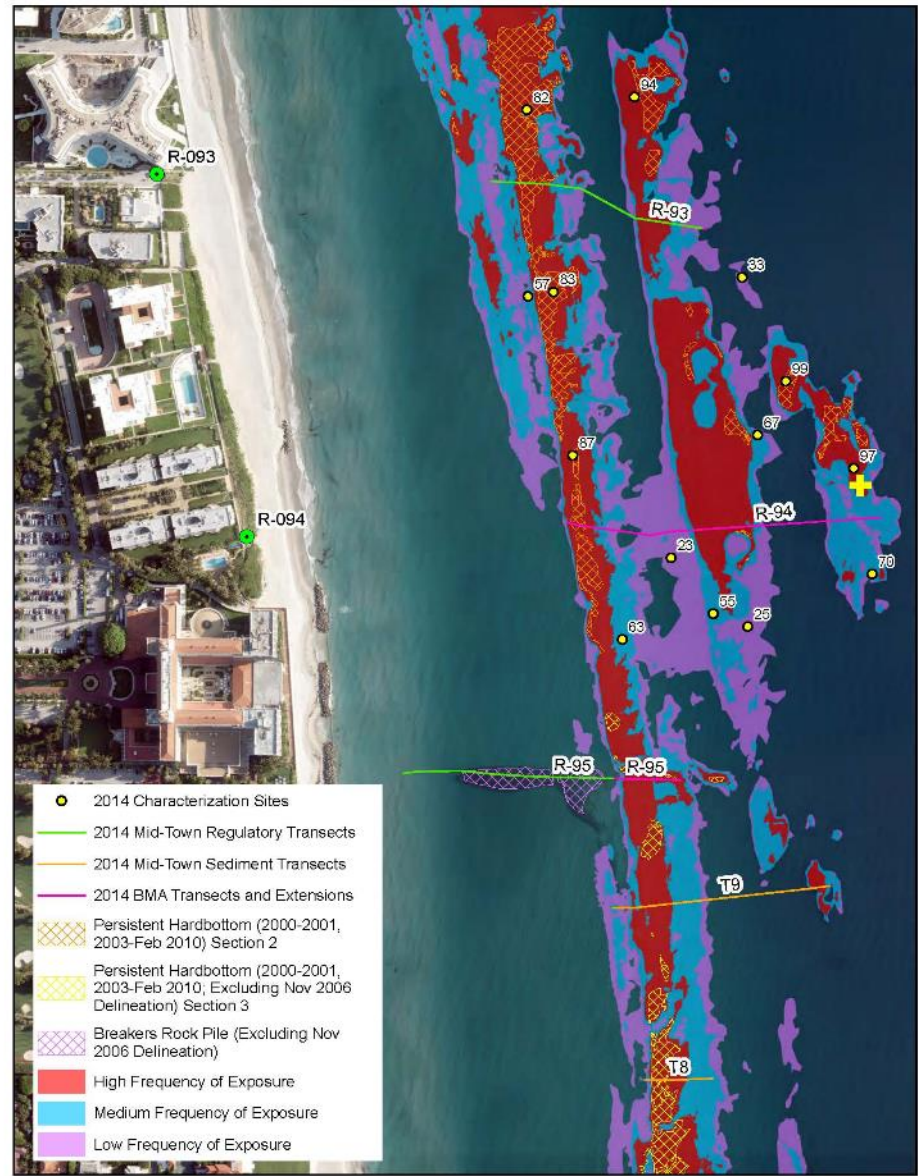 82
94
R-093
R-93
33
57
83
99
67
87
97
R-094
R-94
23
70
55
25
63
R-95
R-95
T9
T8
2014 Characterization Sites
2014 Mid-Town Regulatory Transects
2014 Mid-Town Sediment Transects
2014 BMA Transects and Extensions
Persistent Hardbottom (2000-2001,
2003-Feb 2010) Section 2
Persistent Hardbottom (2000-2001,
2003-Feb 2010; Excluding Nov 2006
Delineation) Section 3
Breakers Rock Pile (Excluding Nov
2006 Delineation)
High Frequency of Exposure
Medium Frequency of Exposure
Low Frequency of Exposure